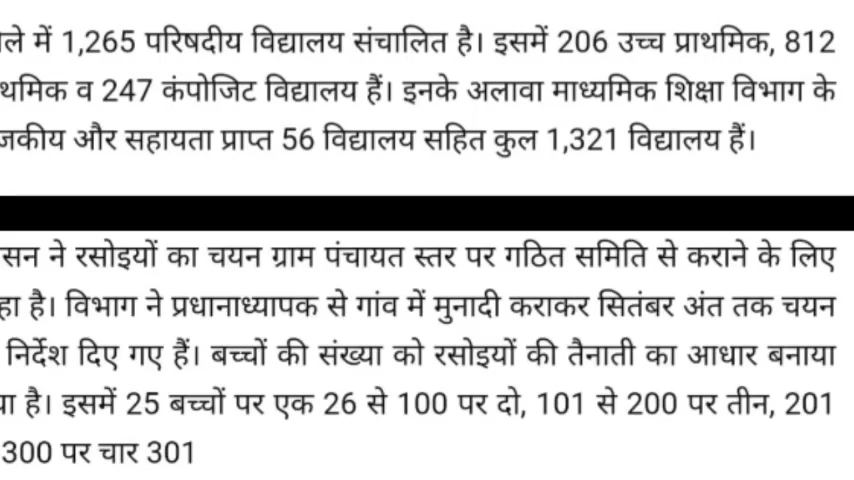 ले में 1,265 परिषदीय विद्यालय संचालित है। इसमें 206 उच्च प्राथमिक, 812
थमिक व 247 कंपोजिट विद्यालय हैं। इनके अलावा माध्यमिक शिक्षा विभाग के
जकीय और सहायता प्राप्त 56 विद्यालय सहित कुल 1,321 विद्यालय हैं।
सन ने रसोइयों का चयन ग्राम पंचायत स्तर पर गठित समिति से कराने के लिए
हा है। विभाग ने प्रधानाध्यापक से गांव में मुनादी कराकर सितंबर अंत तक चयन
निर्देश दिए गए हैं। बच्चों की संख्या को रसोइयों की तैनाती का आधार बनाया
या है। इसमें 25 बच्चों पर एक 26 से 100 पर दो, 101 से 200 पर तीन, 201
300 पर चार 301